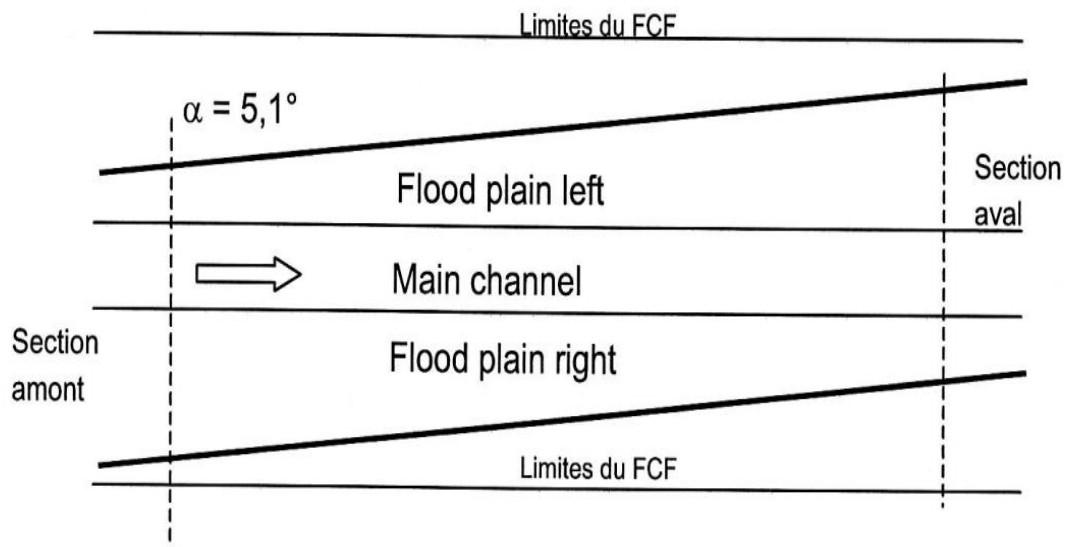 Limites du FCF
α = 5,1°
Flood plain left
Section
aval
Main channel
Section
amont
Flood plain right
Limites du FCF